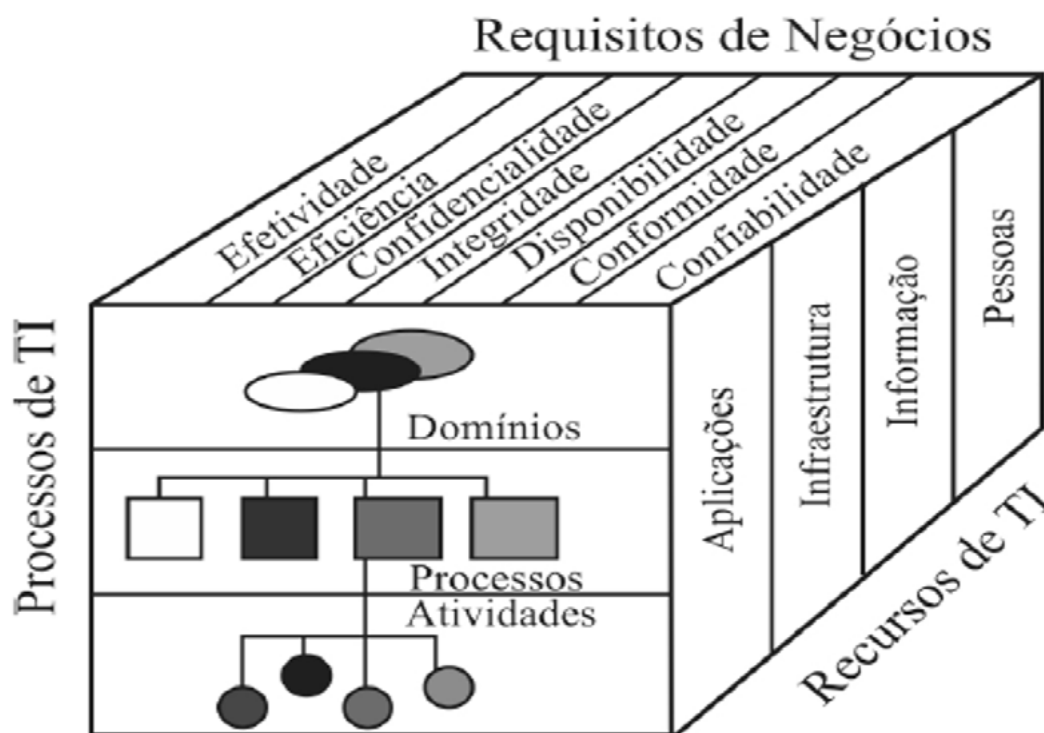 Requisitos de Negócios
Efetividade
Eficiência
Confidencialidade
Integridade
Disponibilidade
Conformidade
Confiabilidade
Processos de TI
Domínios
Processos
Atividades
Aplicações
Infraestrutura
Informação
Pessoas
Recursos de TI